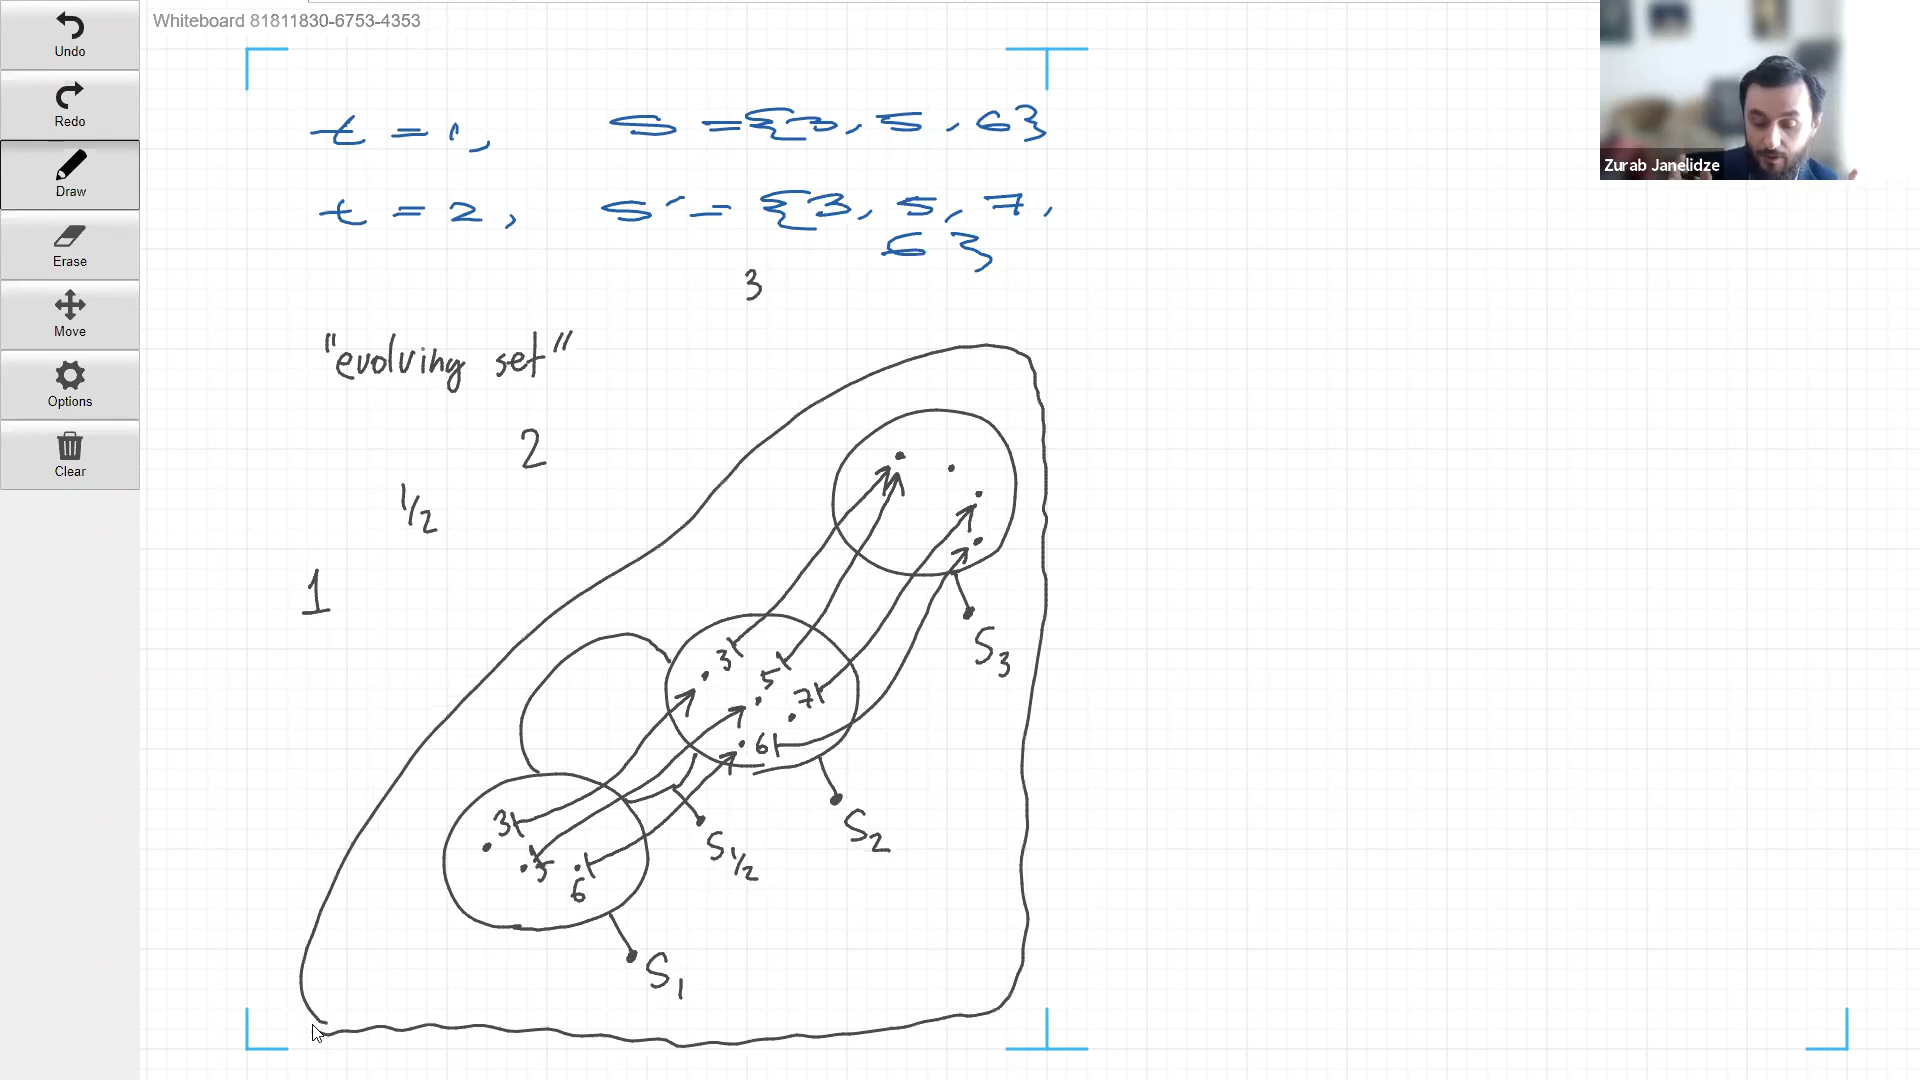 Whiteboard 81811830-6753-4353
Undo
Redo
Draw
Erase
Move
Options
Clear
Zurab Janelidze
t = 1, S = {3, 5, 6}
t = 2, S' = {3, 5, 7,
6}
3
"evolving set"
2
1/2
1
S3
3
5
7
6
S2
S1/2
3
5
6
S1